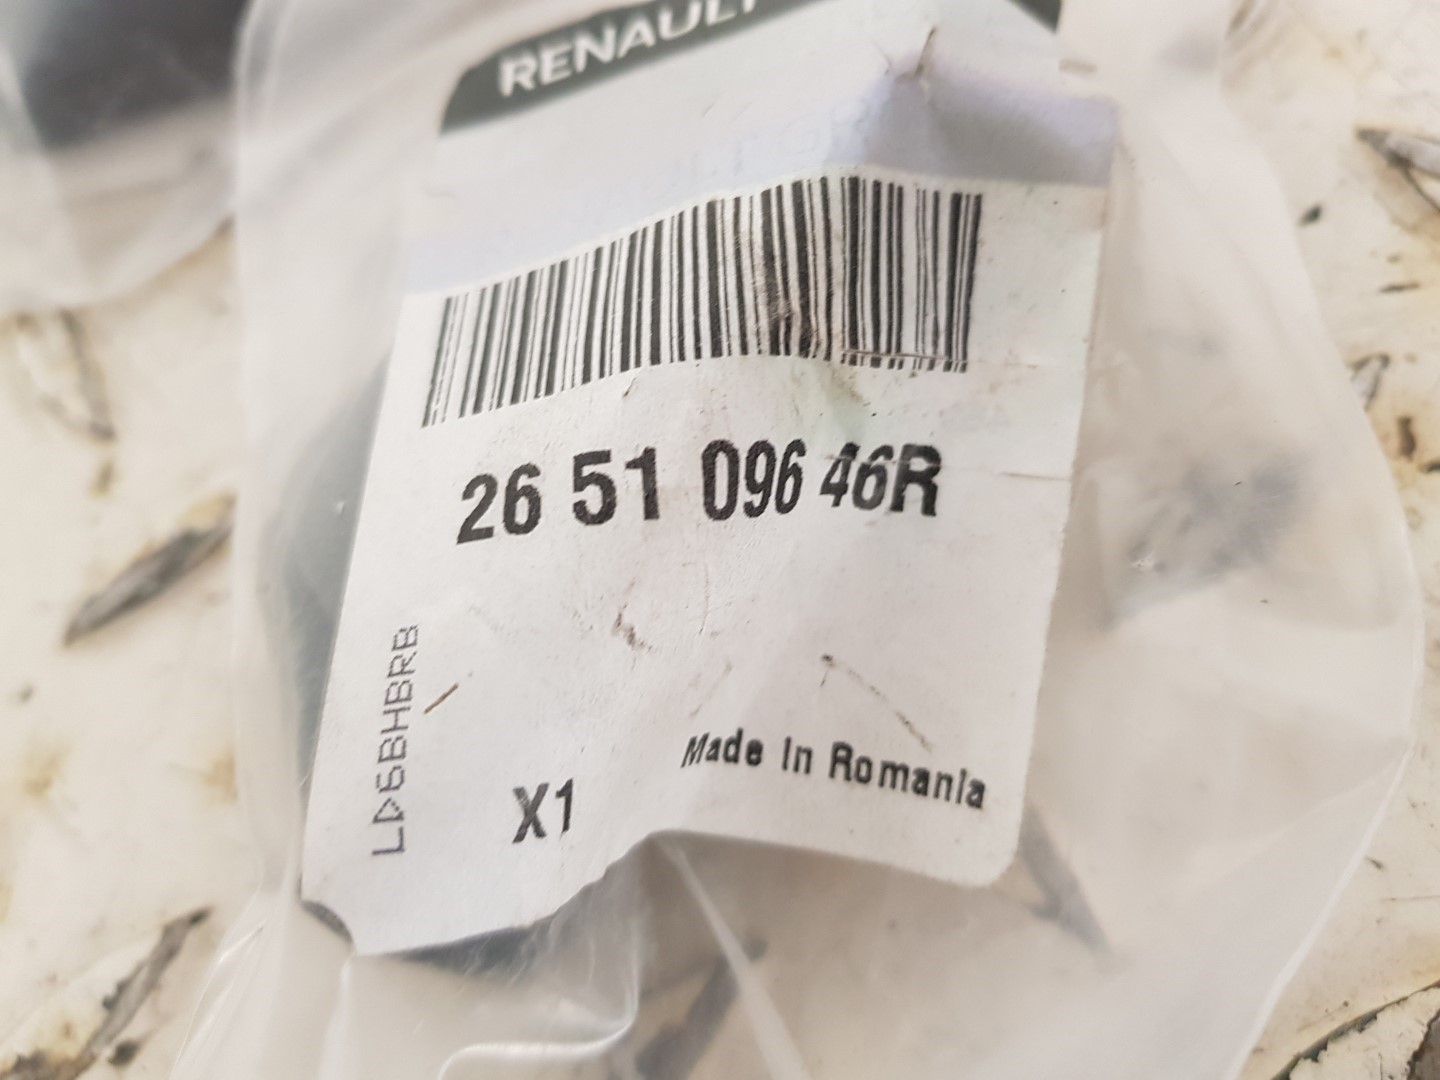 RENAULT
26 51 096 46R
LD6BHBRB
X1
Made In Romania